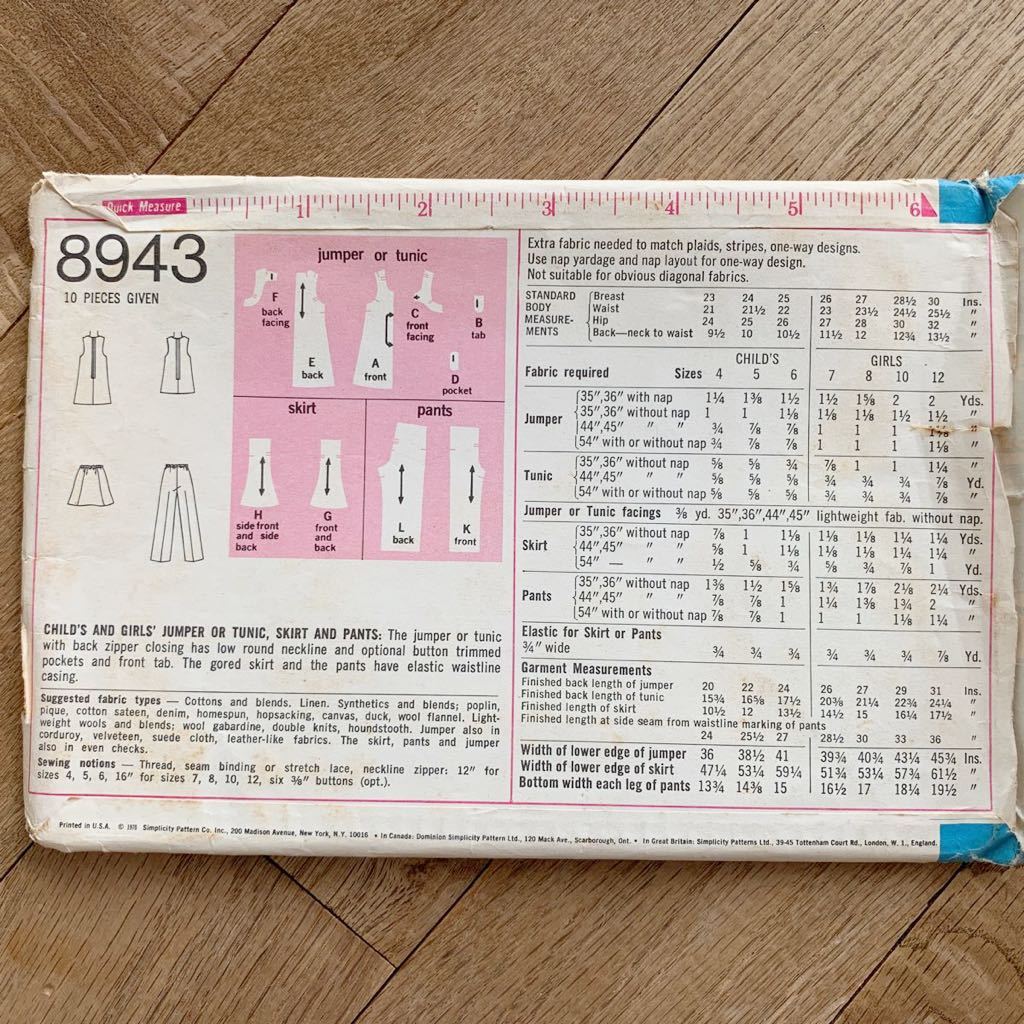 Quick Measure
1 2 3 4 5 6
8943
10 PIECES GIVEN
jumper or tunic
F
back
facing
E
back
A
front
C
front
facing
B
tab
D
pocket
skirt
H
side front
and side
back
G
front
and
back
pants
L
back
K
front
CHILD'S AND GIRLS' JUMPER OR TUNIC, SKIRT AND PANTS: The jumper or tunic
with back zipper closing has low round neckline and optional button trimmed
pockets and front tab. The gored skirt and the pants have elastic waistline
casing.
Suggested fabric types — Cottons and blends. Linen. Synthetics and blends; poplin,
pique, cotton sateen, denim, homespun, hopsacking, canvas, duck, wool flannel. Light-
weight wools and blends; wool gabardine, double knits, houndstooth. Jumper also in
corduroy, velveteen, suede cloth, leather-like fabrics. The skirt, pants and jumper
also in even checks.
Sewing notions — Thread, seam binding or stretch lace, neckline zipper: 12" for
sizes 4, 5, 6, 16" for sizes 7, 8, 10, 12, six ⅜" buttons (opt.).
Extra fabric needed to match plaids, stripes, one-way designs.
Use nap yardage and nap layout for one-way design.
Not suitable for obvious diagonal fabrics.
STANDARD BODY MEASURE-MENTS
Breast 23 24 25 26 27 28½ 30 Ins.
Waist 21 21½ 22 23 23½ 24½ 25½ "
Hip 24 25 26 27 28 30 32 "
Back—neck to waist 9½ 10 10½ 11½ 12 12¾ 13½ "
CHILD'S GIRLS
Fabric required Sizes 4 5 6 7 8 10 12
Jumper
35",36" with nap 1¼ 1⅜ 1½ 1½ 1⅝ 2 2 Yds.
35",36" without nap 1 1 1⅛ 1⅛ 1⅛ 1½ 1½ "
44",45" " " ¾ ⅞ ⅞ 1 1 1 1⅛ "
54" with or without nap ¾ ⅞ ⅞ 1 1 1 1⅛ "
Tunic
35",36" without nap ⅝ ⅝ ¾ ⅞ 1 1 1¼ "
44",45" " " ⅝ ⅝ ⅝ ¾ ¾ ¾ ⅞ Yd.
54" with or without nap ⅝ ⅝ ⅝ ¾ ¾ ¾ ⅞ "
Jumper or Tunic facings ⅜ yd. 35",36",44",45" lightweight fab. without nap.
Skirt
35",36" without nap ⅞ 1 1⅛ 1⅛ 1⅛ 1¼ 1¼ Yds.
44",45" " " ⅝ 1 1⅛ 1⅛ 1⅛ 1¼ 1¼ "
54" — " ½ ⅝ ¾ ⅝ ¾ ⅞ 1 Yd.
Pants
35",36" without nap 1⅜ 1½ 1⅝ 1¾ 1⅞ 2⅛ 2¼ Yds.
44",45" " " ⅞ ⅞ 1 1¼ 1⅜ 1¾ 2 "
54" with or without nap ⅞ ⅞ 1 1 1 1⅛ 1¼ "
Elastic for Skirt or Pants
¾" wide ¾ ¾ ¾ ¾ ¾ ¾ ⅞ Yd.
Garment Measurements
Finished back length of jumper 20 22 24 26 27 29 31 Ins.
Finished back length of tunic 15¾ 16⅝ 17½ 20⅜ 21¼ 22¾ 24¼ "
Finished length of skirt 10½ 12 13½ 14½ 15 16¼ 17½ "
Finished length at side seam from waistline marking of pants
24 25½ 27 28½ 30 33 36 "
Width of lower edge of jumper 36 38½ 41 39¾ 40¾ 43¼ 45¾ Ins.
Width of lower edge of skirt 47¼ 53¼ 59¼ 51¾ 53¼ 57¾ 61½ "
Bottom width each leg of pants 13¾ 14⅜ 15 16½ 17 18¼ 19½ "
Printed in U.S.A. © 1970 Simplicity Pattern Co. Inc., 200 Madison Avenue, New York, N.Y. 10016 • In Canada: Dominion Simplicity Pattern Ltd., 120 Mack Ave., Scarborough, Ont. • In Great Britain: Simplicity Patterns Ltd., 39-45 Tottenham Court Rd., London, W. 1., England.